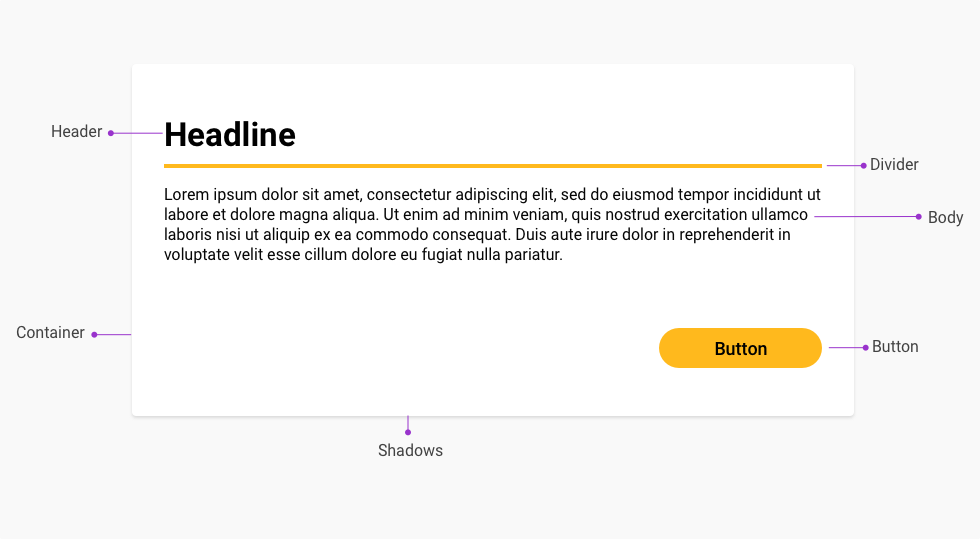 Header
Headline
Divider
Lorem ipsum dolor sit amet, consectetur adipiscing elit, sed do eiusmod tempor incididunt ut
labore et dolore magna aliqua. Ut enim ad minim veniam, quis nostrud exercitation ullamco
laboris nisi ut aliquip ex ea commodo consequat. Duis aute irure dolor in reprehenderit in
voluptate velit esse cillum dolore eu fugiat nulla pariatur.
Body
Container
Button
Button
Shadows